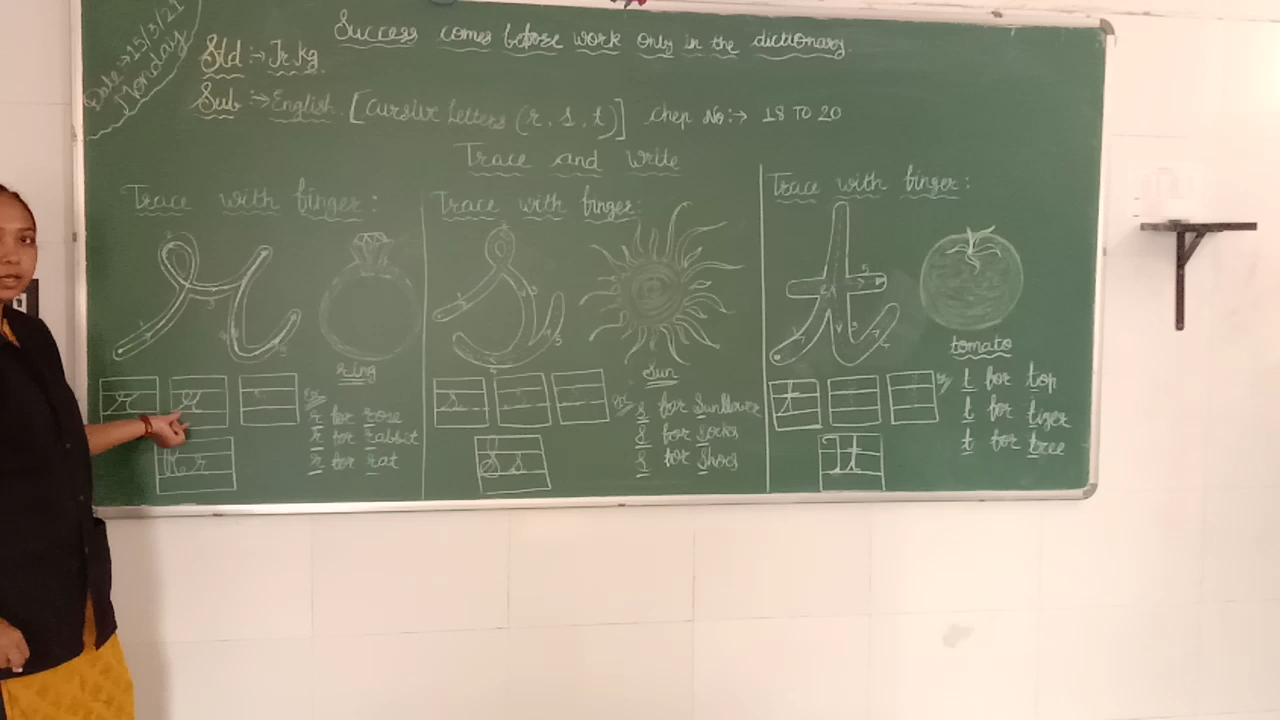 Date → 15/3/21
Monday
Success comes before work only in the dictionary.
Std :→ Jr Kg.
Sub :→ English. [cursive letters (r, s, t)] chep No:→ 18 TO 20
Trace and write
Trace with finger:
ring
r
r
r for rose
r for rabbit
r for rat
R r
Trace with finger:
sun
s
s for sunflower
s for socks
s for shoes
S s
Trace with finger:
tomato
t
t for top
t for tiger
t for tree
T t